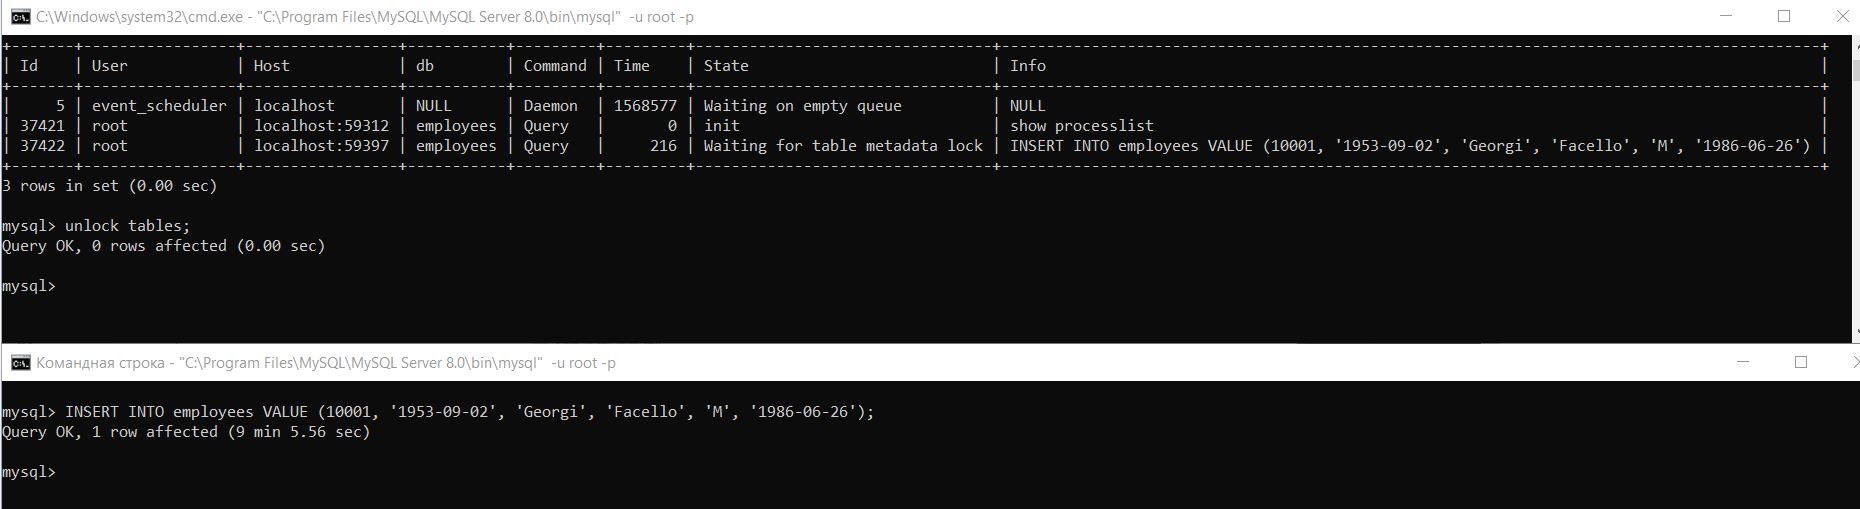 C:\Windows\system32\cmd.exe - "C:\Program Files\MySQL\MySQL Server 8.0\bin\mysql"  -u root -p
+-------+-----------------+-----------------+-----------+---------+---------+---------------------------------+-------------------------------------------------------------------------------------------+
| Id    | User            | Host            | db        | Command | Time    | State                           | Info                                                                                      |
+-------+-----------------+-----------------+-----------+---------+---------+---------------------------------+-------------------------------------------------------------------------------------------+
|     5 | event_scheduler | localhost       | NULL      | Daemon  | 1568577 | Waiting on empty queue          | NULL                                                                                      |
| 37421 | root            | localhost:59312 | employees | Query   |       0 | init                            | show processlist                                                                          |
| 37422 | root            | localhost:59397 | employees | Query   |     216 | Waiting for table metadata lock | INSERT INTO employees VALUE (10001, '1953-09-02', 'Georgi', 'Facello', 'M', '1986-06-26') |
+-------+-----------------+-----------------+-----------+---------+---------+---------------------------------+-------------------------------------------------------------------------------------------+
3 rows in set (0.00 sec)
mysql> unlock tables;
Query OK, 0 rows affected (0.00 sec)
mysql>
Командная строка - "C:\Program Files\MySQL\MySQL Server 8.0\bin\mysql"  -u root -p
mysql> INSERT INTO employees VALUE (10001, '1953-09-02', 'Georgi', 'Facello', 'M', '1986-06-26');
Query OK, 1 row affected (9 min 5.56 sec)
mysql>